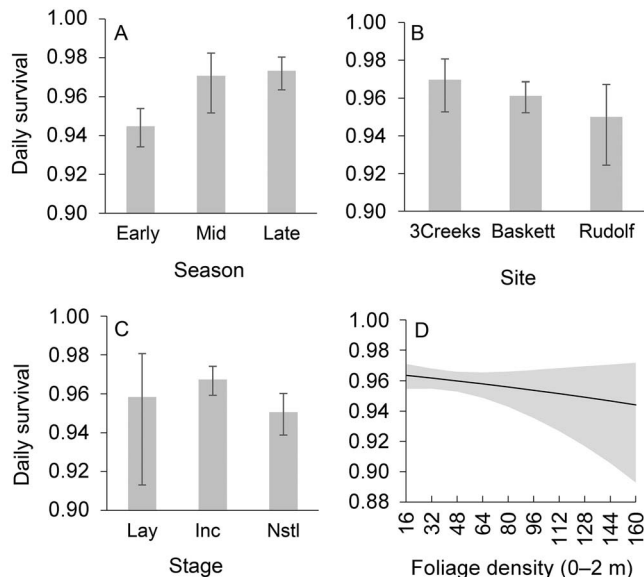 A
Daily survival
1.00
0.98
0.96
0.94
0.92
0.90
Early Mid Late
Season
B
1.00
0.98
0.96
0.94
0.92
0.90
3Creeks Baskett Rudolf
Site
C
Daily survival
1.00
0.98
0.96
0.94
0.92
0.90
Lay Inc Nstl
Stage
D
1.00
0.98
0.96
0.94
0.92
0.90
0.88
16 32 48 64 80 96 112 128 144 160
Foliage density (0–2 m)